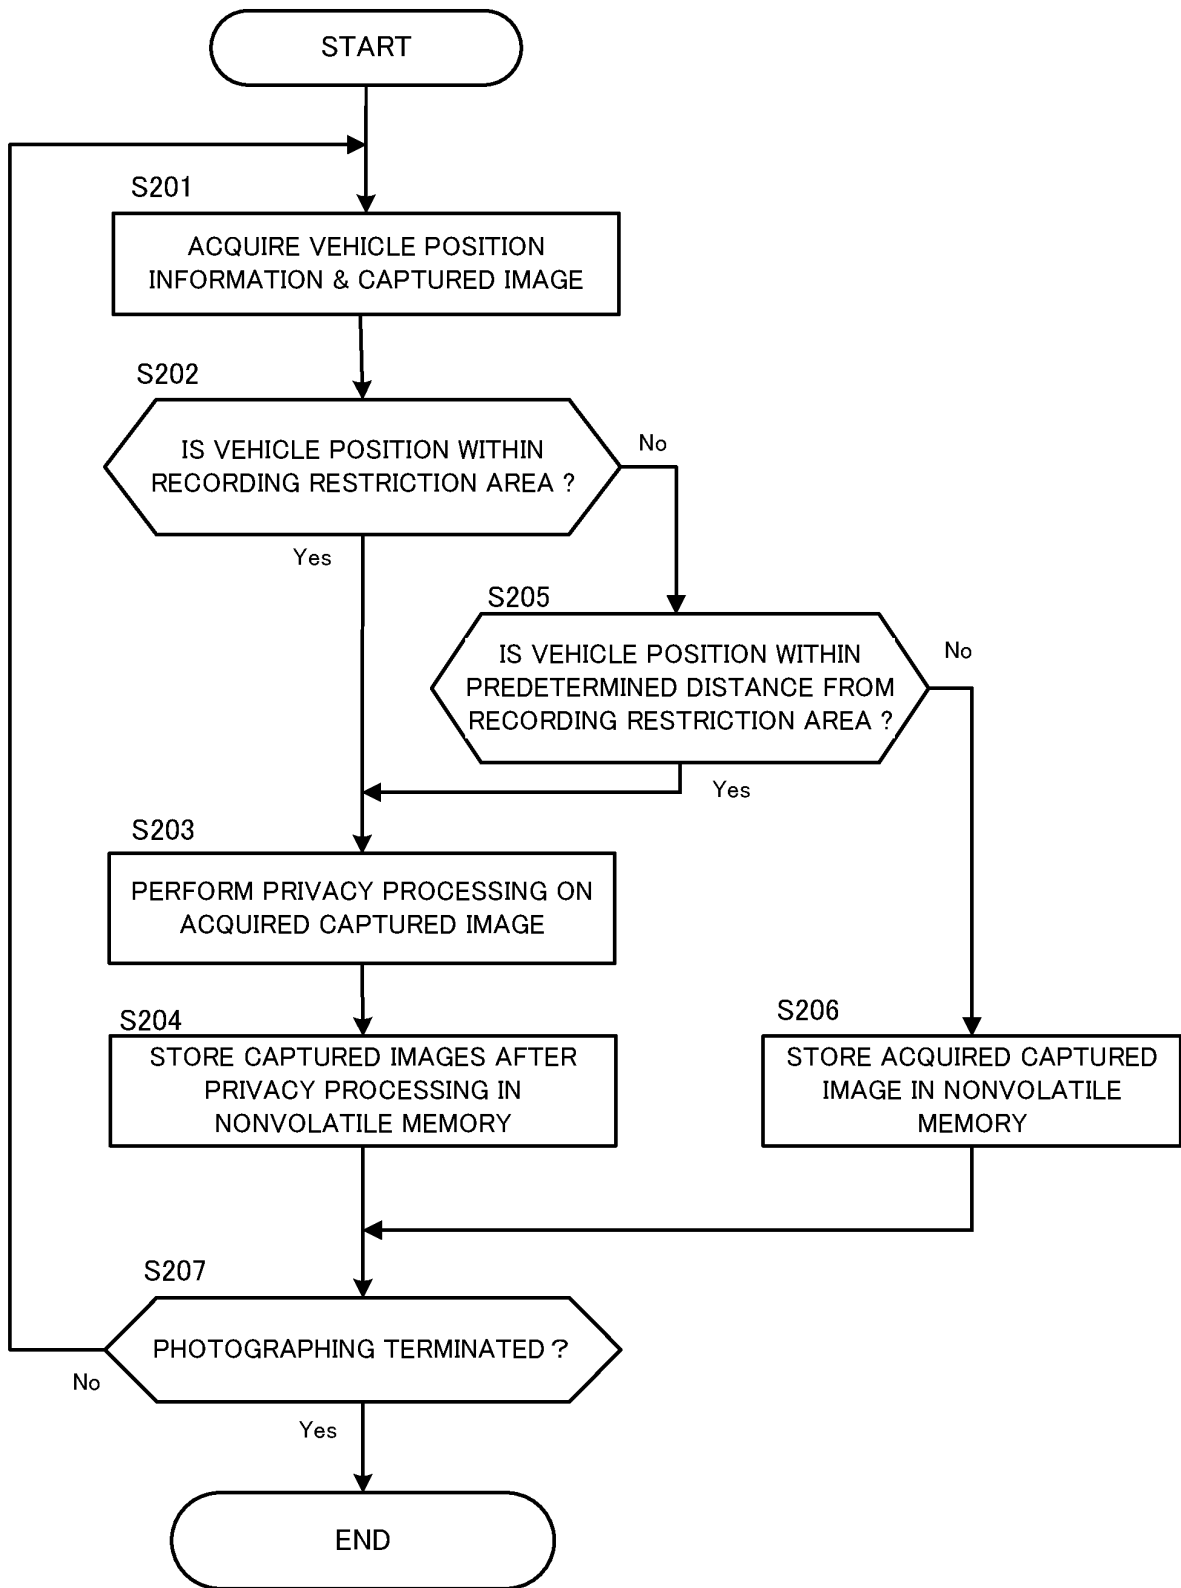 START
S201
ACQUIRE VEHICLE POSITION
INFORMATION & CAPTURED IMAGE
S202
IS VEHICLE POSITION WITHIN
RECORDING RESTRICTION AREA ?
No
Yes
S205
IS VEHICLE POSITION WITHIN
PREDETERMINED DISTANCE FROM
RECORDING RESTRICTION AREA ?
No
Yes
S203
PERFORM PRIVACY PROCESSING ON
ACQUIRED CAPTURED IMAGE
S204
STORE CAPTURED IMAGES AFTER
PRIVACY PROCESSING IN
NONVOLATILE MEMORY
S206
STORE ACQUIRED CAPTURED
IMAGE IN NONVOLATILE
MEMORY
S207
PHOTOGRAPHING TERMINATED ?
No
Yes
END